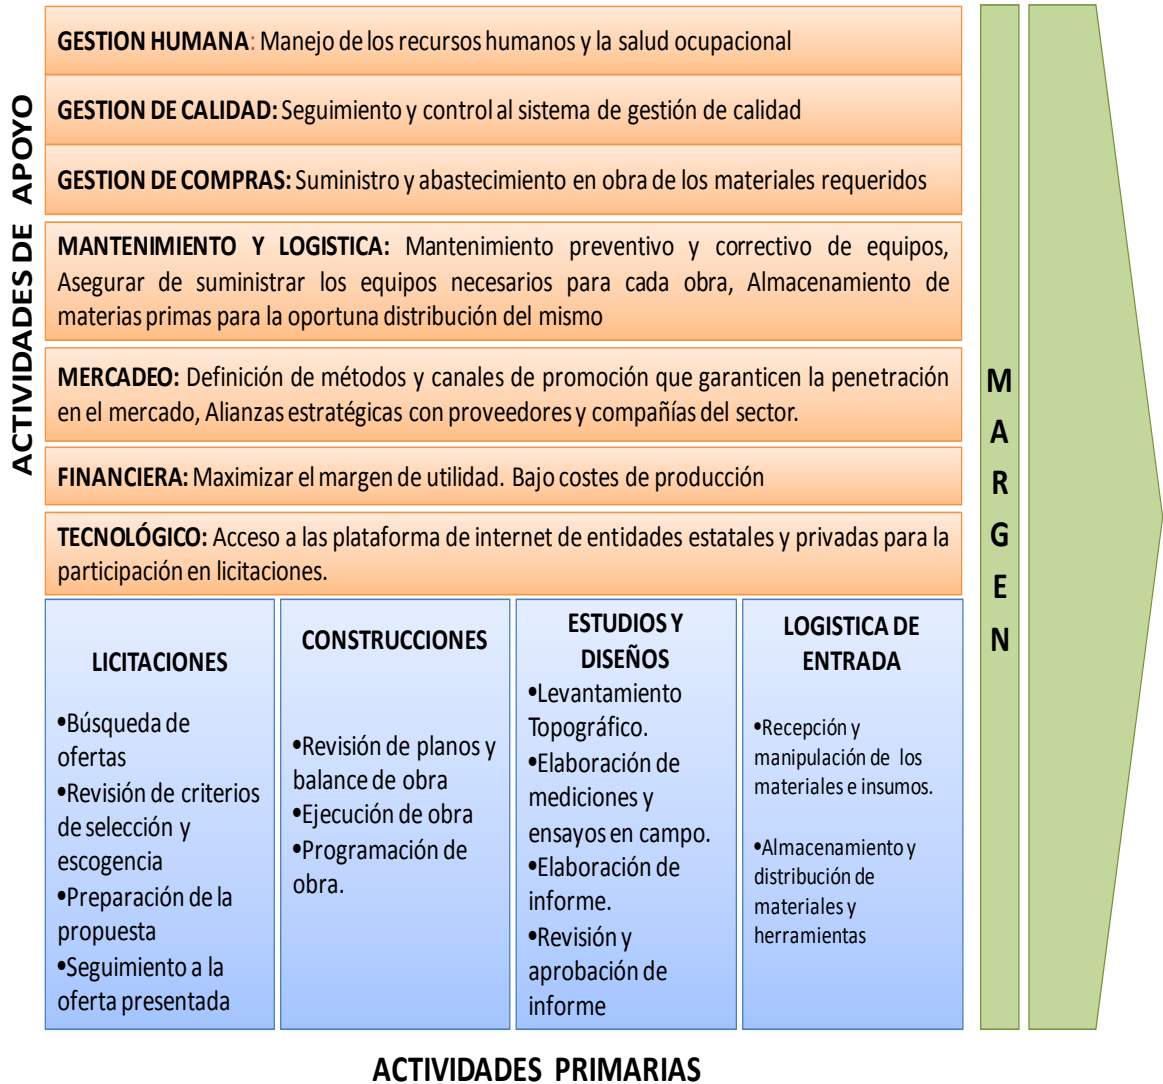 ACTIVIDADES DE APOYO
GESTION HUMANA: Manejo de los recursos humanos y la salud ocupacional
GESTION DE CALIDAD: Seguimiento y control al sistema de gestión de calidad
GESTION DE COMPRAS: Suministro y abastecimiento en obra de los materiales requeridos
MANTENIMIENTO Y LOGISTICA: Mantenimiento preventivo y correctivo de equipos,
Asegurar de suministrar los equipos necesarios para cada obra, Almacenamiento de
materias primas para la oportuna distribución del mismo
MERCADEO: Definición de métodos y canales de promoción que garanticen la penetración
en el mercado, Alianzas estratégicas con proveedores y compañías del sector.
FINANCIERA: Maximizar el margen de utilidad. Bajo costes de producción
TECNOLÓGICO: Acceso a las plataforma de internet de entidades estatales y privadas para la
participación en licitaciones.
LICITACIONES
•Búsqueda de
ofertas
•Revisión de criterios
de selección y
escogencia
•Preparación de la
propuesta
•Seguimiento a la
oferta presentada
CONSTRUCCIONES
•Revisión de planos y
balance de obra
•Ejecución de obra
•Programación de
obra.
ESTUDIOS Y
DISEÑOS
•Levantamiento
Topográfico.
•Elaboración de
mediciones y
ensayos en campo.
•Elaboración de
informe.
•Revisión y
aprobación de
informe
LOGISTICA DE
ENTRADA
•Recepción y
manipulación de los
materiales e insumos.
•Almacenamiento y
distribución de
materiales y
herramientas
M
A
R
G
E
N
ACTIVIDADES PRIMARIAS